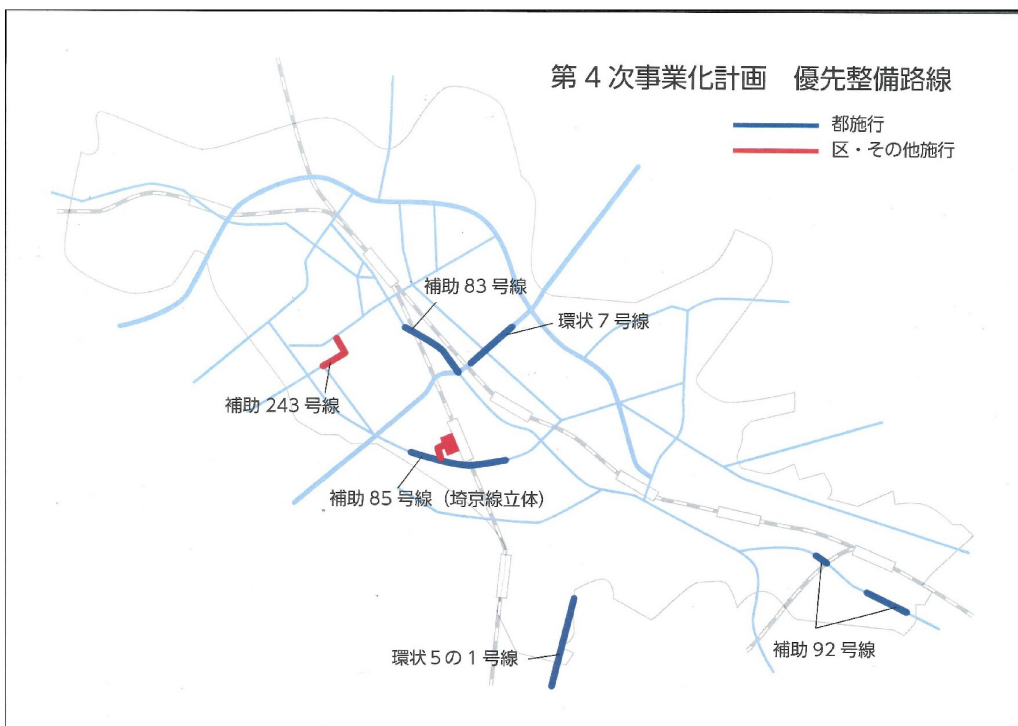 第4次事業化計画 優先整備路線
都施行
区・その他施行
補助 83 号線
環状 7 号線
補助 243 号線
補助 85 号線（埼京線立体）
環状 5 の 1 号線
補助 92 号線